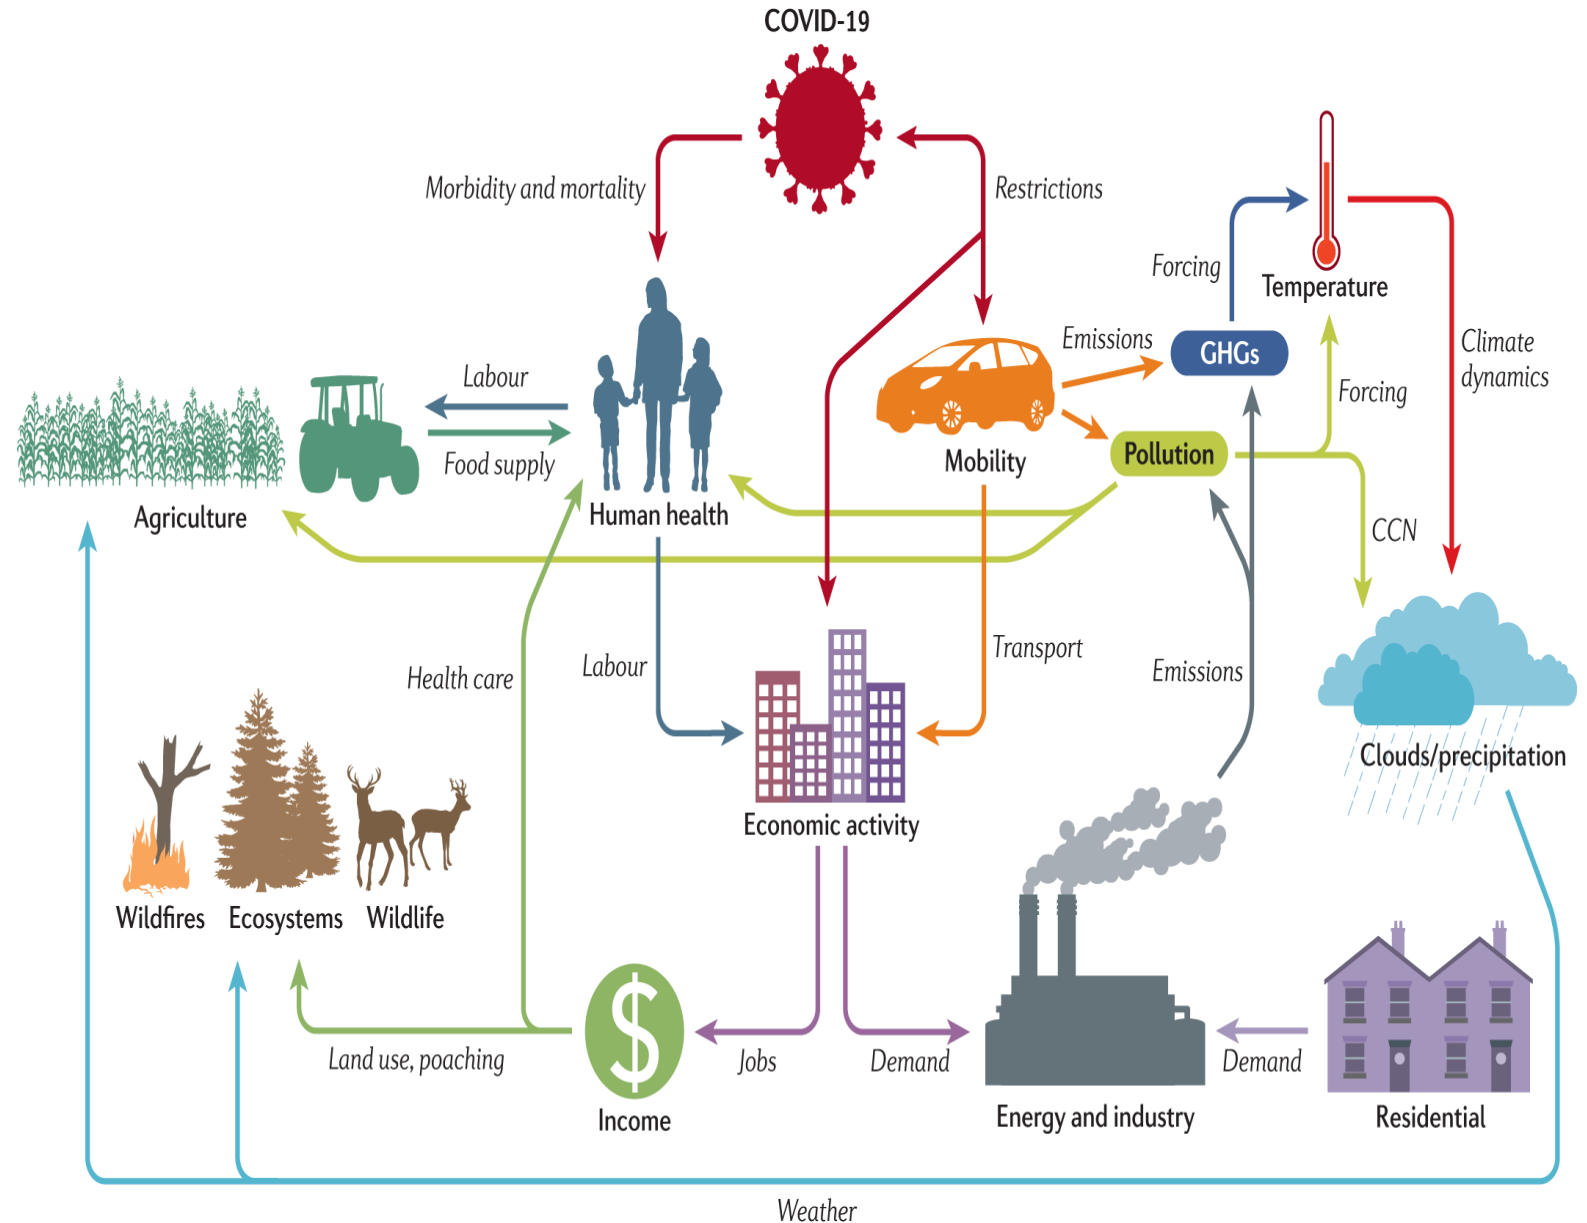 COVID-19
Morbidity and mortality
Restrictions
Forcing
Temperature
Emissions
GHGs
Climate
dynamics
Labour
Food supply
Forcing
Mobility
Pollution
Agriculture
Human health
CCN
Health care
Labour
Transport
Emissions
Clouds/precipitation
Economic activity
Wildfires
Ecosystems
Wildlife
Land use, poaching
Jobs
Demand
Demand
$
Income
Energy and industry
Residential
Weather